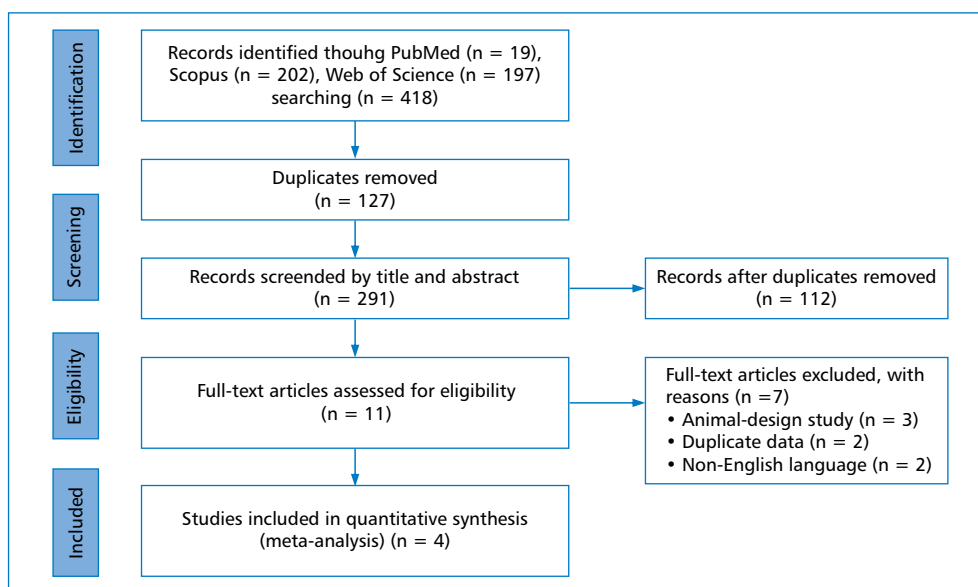 Identification
Records identified thouhg PubMed (n = 19),
Scopus (n = 202), Web of Science (n = 197)
searching (n = 418)
Duplicates removed
(n = 127)
Screening
Records screended by title and abstract
(n = 291)
Records after duplicates removed
(n = 112)
Eligibility
Full-text articles assessed for eligibility
(n = 11)
Full-text articles excluded, with
reasons (n =7)
• Animal-design study (n = 3)
• Duplicate data (n = 2)
• Non-English language (n = 2)
Included
Studies included in quantitative synthesis
(meta-analysis) (n = 4)